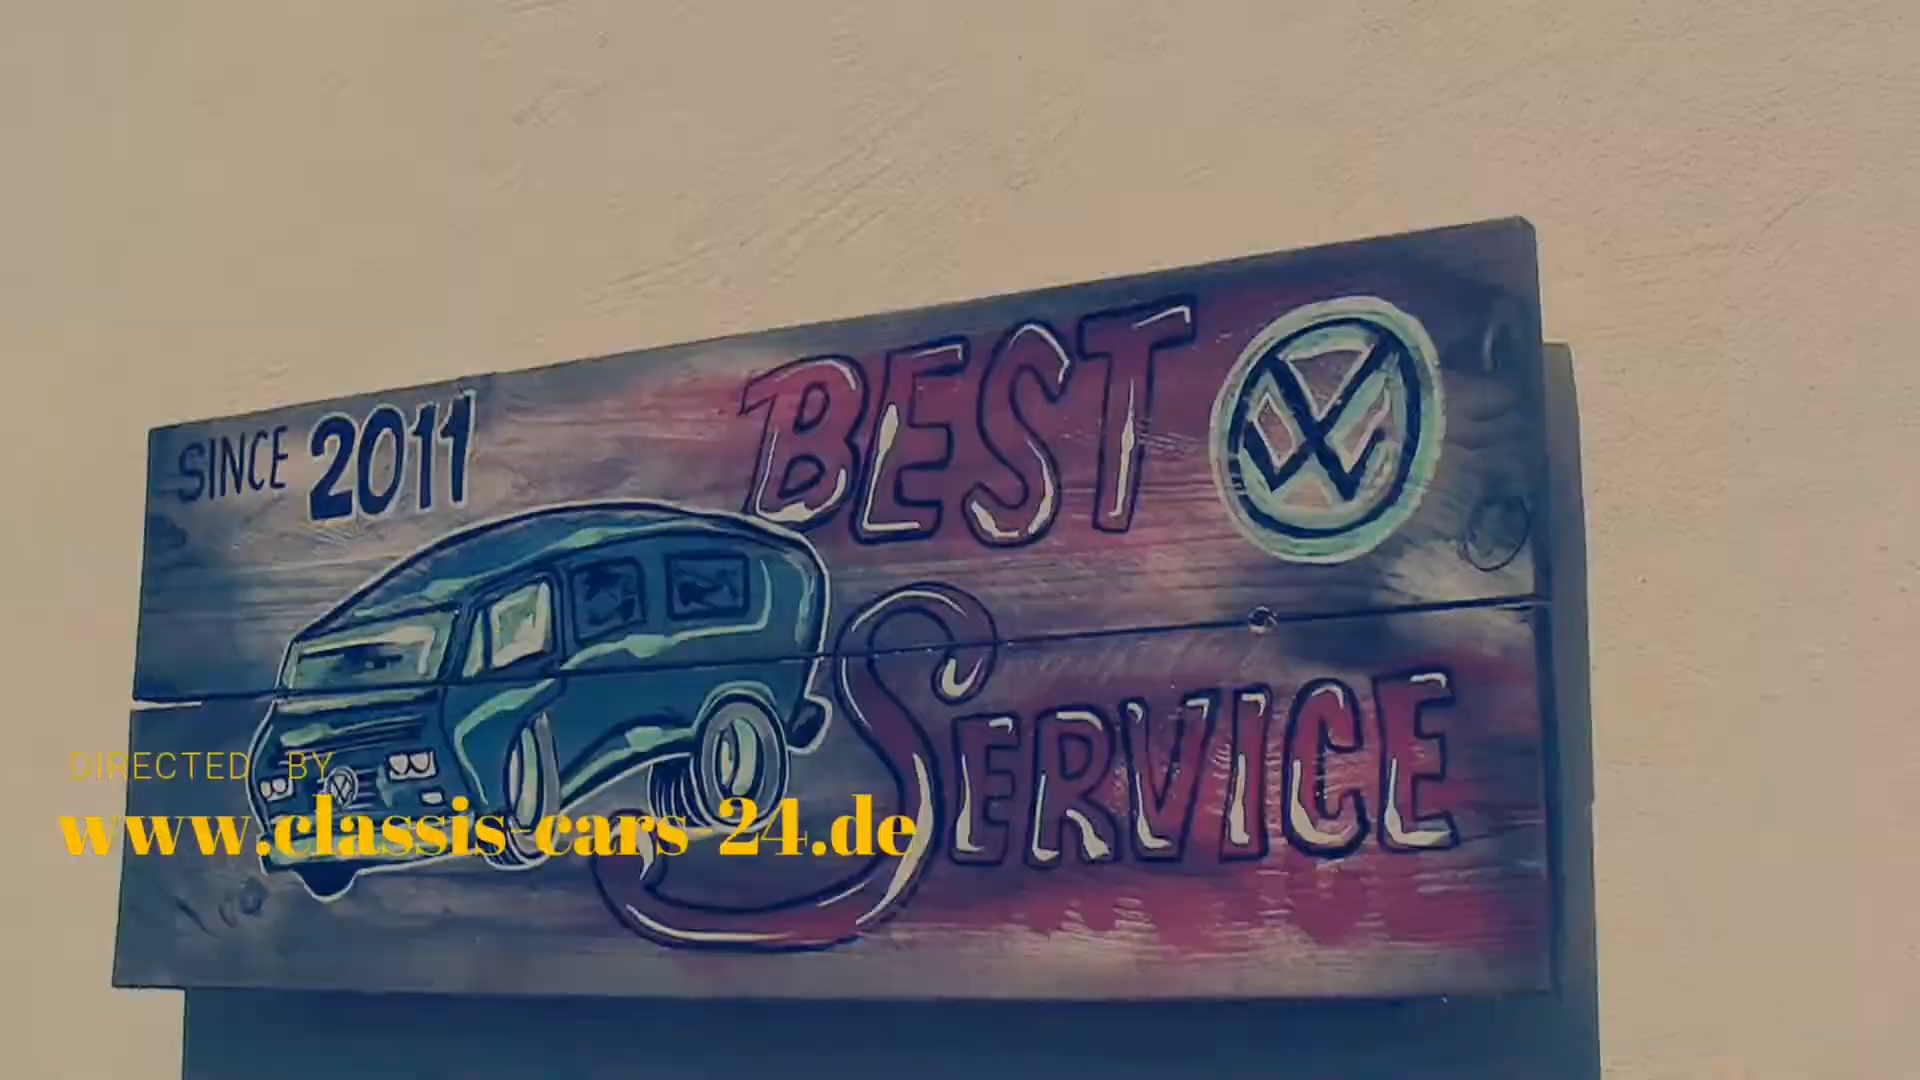 SINCE 2011
BEST
SERVICE
DIRECTED BY
www.classis-cars-24.de